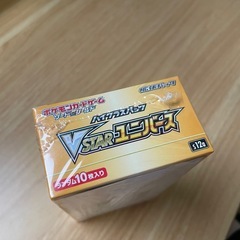 ポケモンカードゲーム
ソード&シールド
ハイクラスパック
VSTARユニバース
ランダム10枚入り
s12a